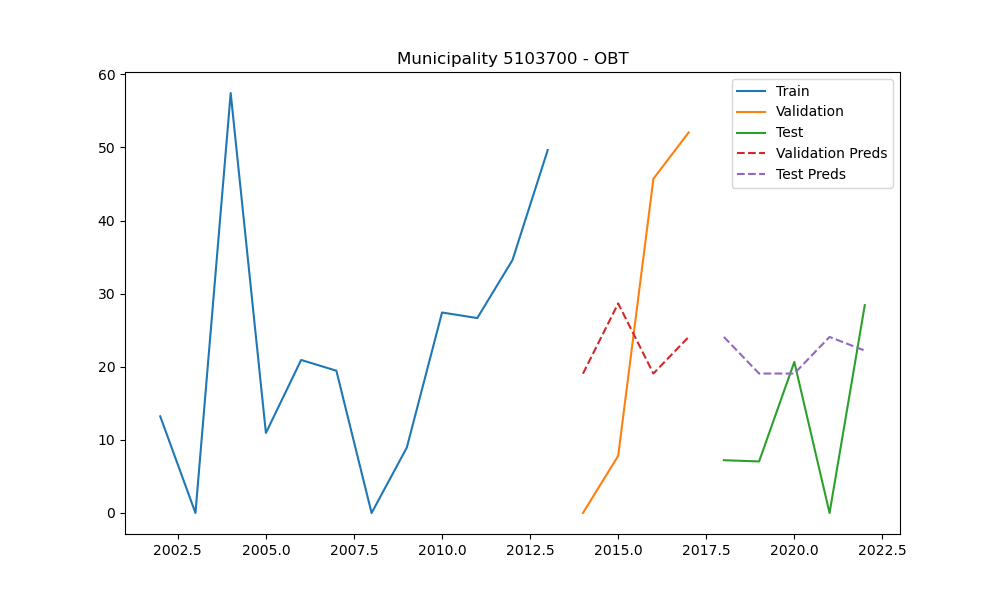 Municipality 5103700 - OBT
Train
Validation
Test
Validation Preds
Test Preds
60
50
40
30
20
10
0
2002.5 2005.0 2007.5 2010.0 2012.5 2015.0 2017.5 2020.0 2022.5